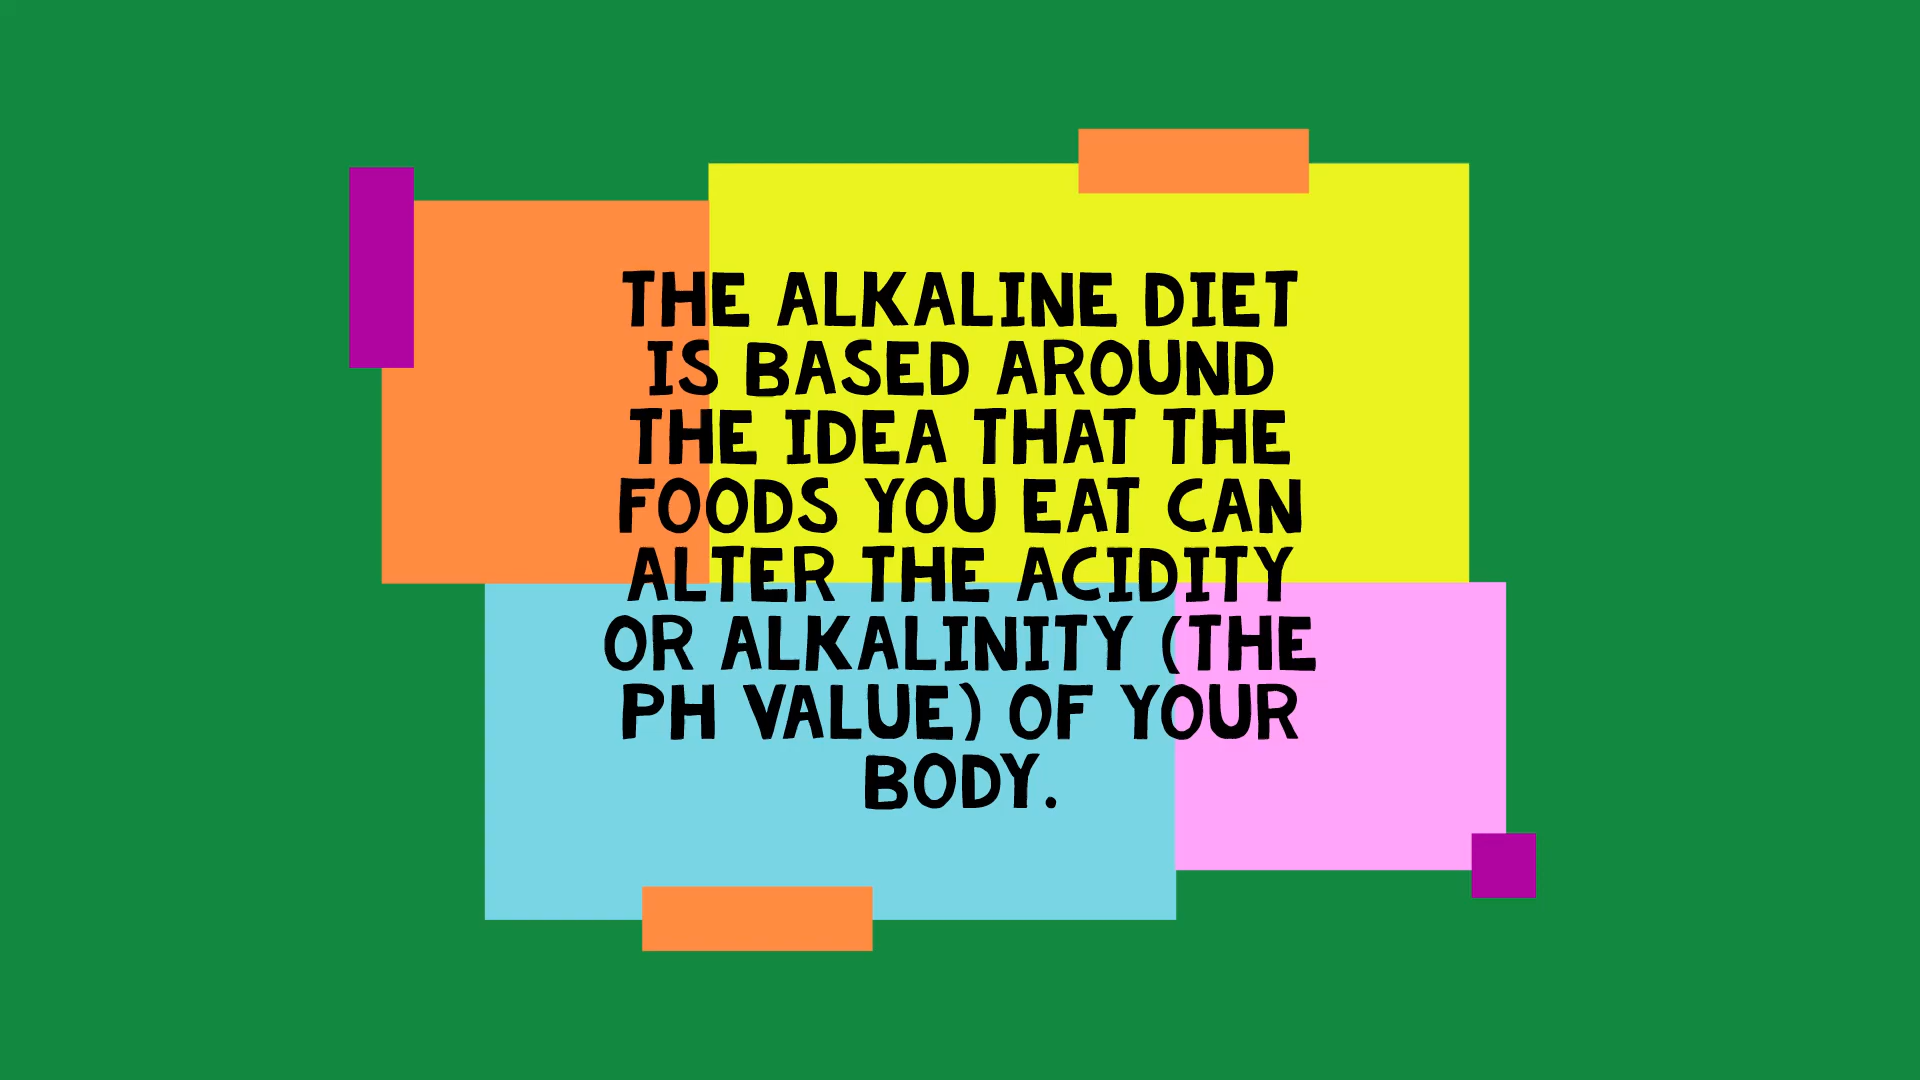 THE ALKALINE DIET
IS BASED AROUND
THE IDEA THAT THE
FOODS YOU EAT CAN
ALTER THE ACIDITY
OR ALKALINITY (THE
PH VALUE) OF YOUR
BODY.